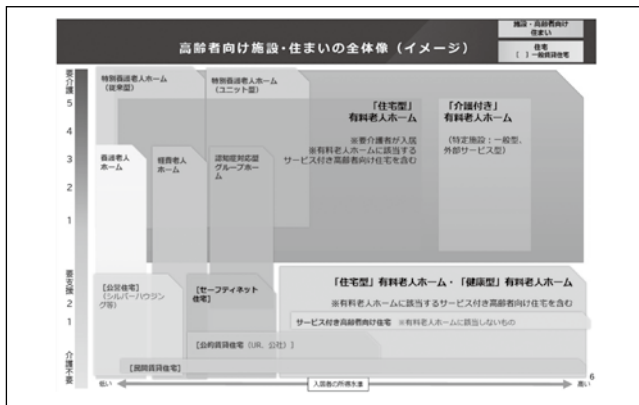 高齢者向け施設・住まいの全体像（イメージ）
施設・高齢者向け
住まい
住宅
[ ] 一般賃貸住宅
要介護
5
4
3
2
1
要支援
2
1
介護不要
特別養護老人ホーム
（従来型）
特別養護老人ホーム
（ユニット型）
「住宅型」
有料老人ホーム
※要介護者が入居
※有料老人ホームに該当する
サービス付き高齢者向け住宅を含む
「介護付き」
有料老人ホーム
（特定施設：一般型、
外部サービス型）
養護老人
ホーム
軽費老人
ホーム
認知症対応型
グループホー
ム
[公営住宅]
（シルバーハウジン
グ等）
[セーフティネット
住宅]
「住宅型」有料老人ホーム・「健康型」有料老人ホーム
※有料老人ホームに該当するサービス付き高齢者向け住宅を含む
サービス付き高齢者向け住宅 ※有料老人ホームに該当しないもの
[公的賃貸住宅（UR、公社）]
[民間賃貸住宅]
低い
入居者の所得水準
高い
6